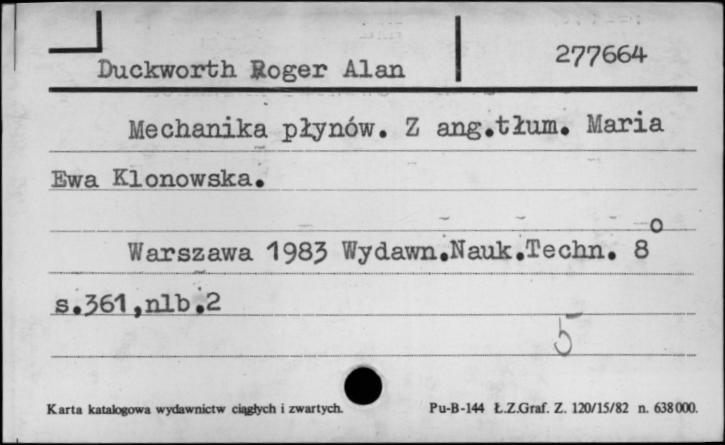 Duckworth Roger Alan
277664
Mechanika płynów. Z ang.tłum. Maria
Ewa Klonowska.
Warszawa 1983 Wydawn.Nauk.Techn. 8°
s.361,nlb.2
5
Karta katalogowa wydawnictw ciągłych i zwartych.
Pu-B-144 Ł.Z.Graf. Z. 120/15/82 n. 638000.